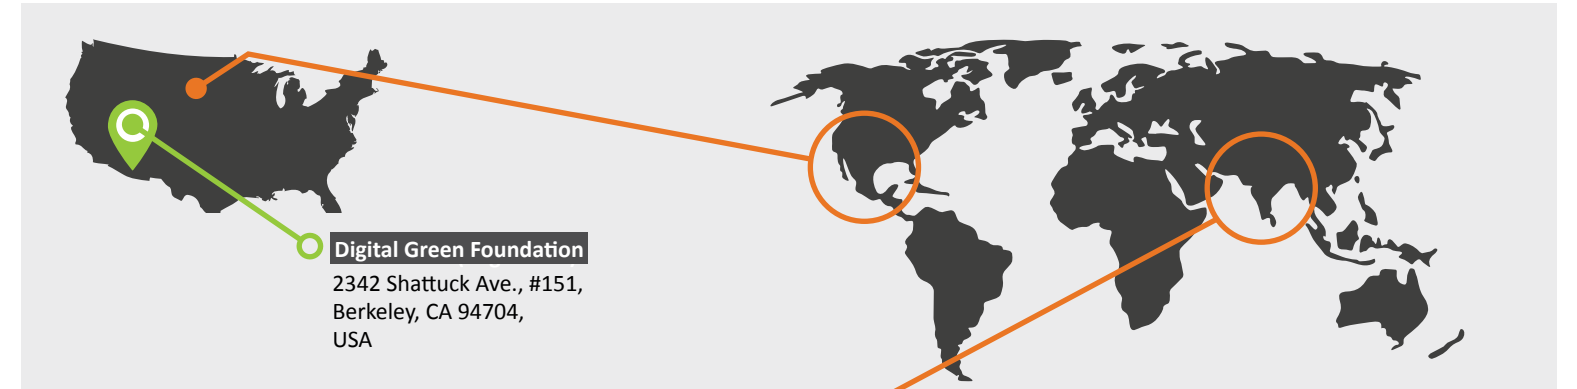 Digital Green Foundation
2342 Shattuck Ave., #151,
Berkeley, CA 94704,
USA